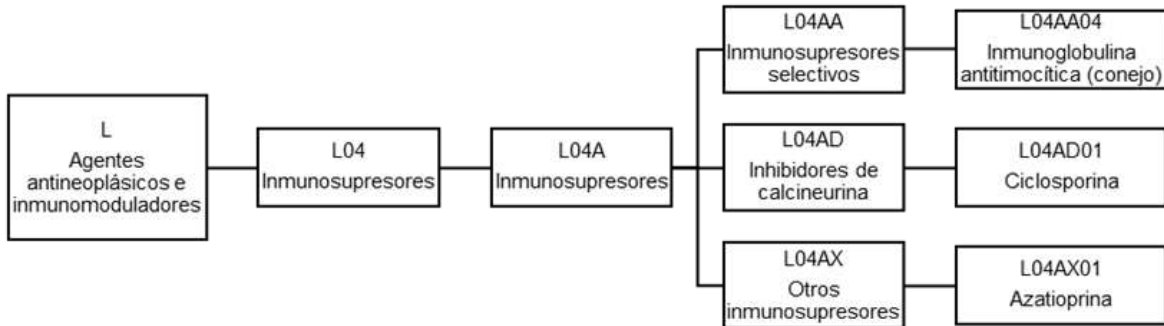 L
Agentes
antineoplásicos e
inmunomoduladores
L04
Inmunosupresores
L04A
Inmunosupresores
L04AA
Inmunosupresores
selectivos
L04AA04
Inmunoglobulina
antitimocítica (conejo)
L04AD
Inhibidores de
calcineurina
L04AD01
Ciclosporina
L04AX
Otros
inmunosupresores
L04AX01
Azatioprina